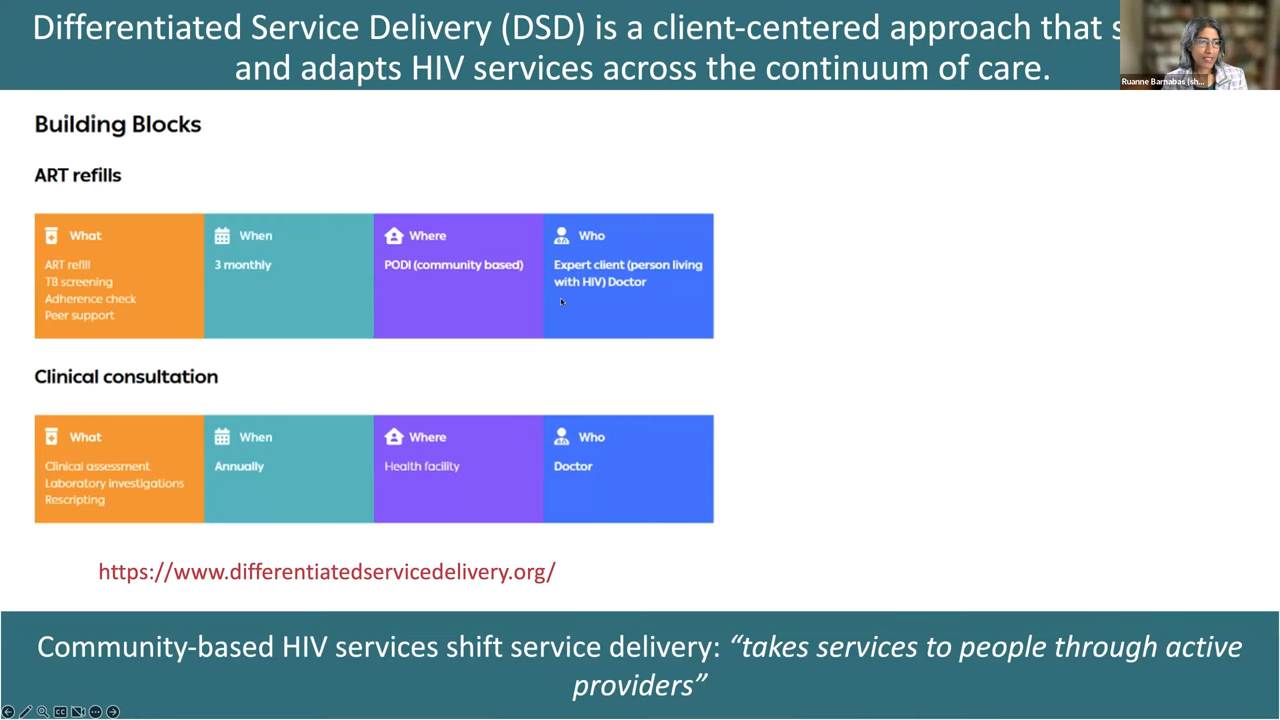 Differentiated Service Delivery (DSD) is a client-centered approach that
and adapts HIV services across the continuum of care.
Ruanne Barnabas (sh...
Building Blocks
ART refills
What
ART refill
TB screening
Adherence check
Peer support
When
3 monthly
Where
PODI (community based)
Who
Expert client (person living
with HIV) Doctor
Clinical consultation
What
Clinical assessment
Laboratory investigations
Rescripting
When
Annually
Where
Health facility
Who
Doctor
https://www.differentiatedservicedelivery.org/
Community-based HIV services shift service delivery: “takes services to people through active
providers”
CC